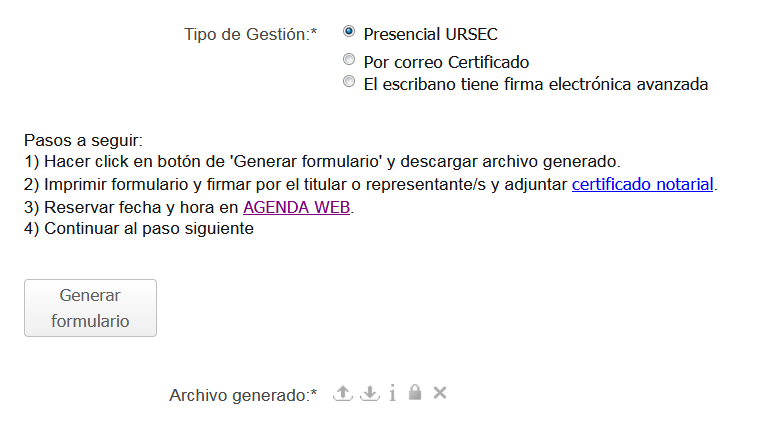 Tipo de Gestión:*
Presencial URSEC
Por correo Certificado
El escribano tiene firma electrónica avanzada
Pasos a seguir:
1) Hacer click en botón de 'Generar formulario' y descargar archivo generado.
2) Imprimir formulario y firmar por el titular o representante/s y adjuntar certificado notarial.
3) Reservar fecha y hora en AGENDA WEB.
4) Continuar al paso siguiente
Generar
formulario
Archivo generado:*